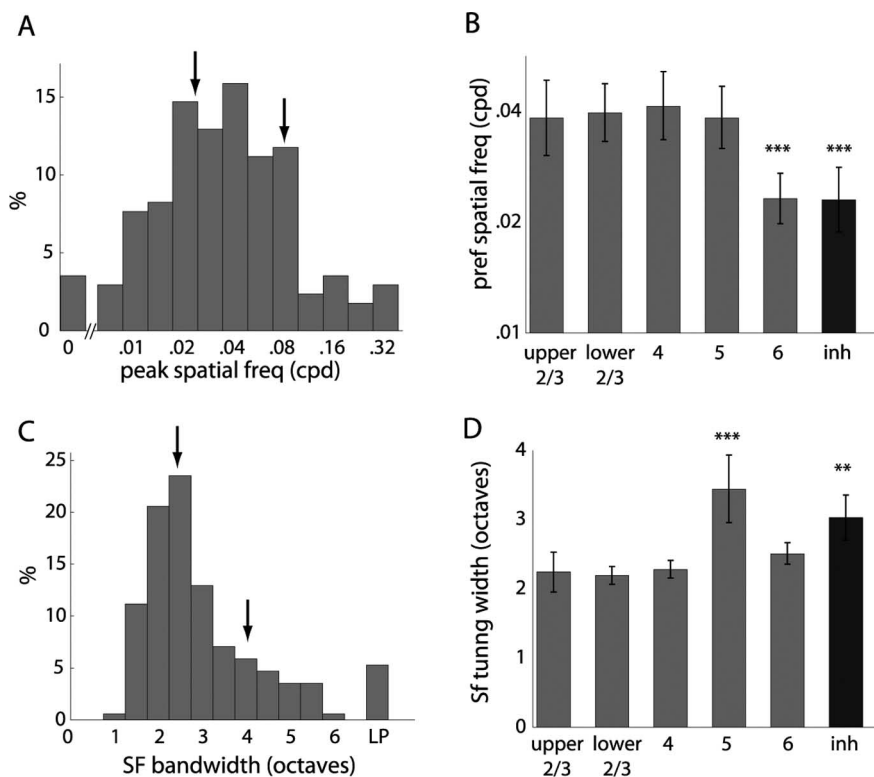 A
15
10
5
0
%
0 .01 .02 .04 .08 .16 .32
peak spatial freq (cpd)
B
.04
.02
.01
pref spatial freq (cpd)
*** ***
upper lower 4 5 6 inh
2/3 2/3
C
25
20
15
10
5
0
%
0 1 2 3 4 5 6 LP
SF bandwidth (octaves)
D
4
3
2
1
0
Sf tunng width (octaves)
*** **
upper lower 4 5 6 inh
2/3 2/3